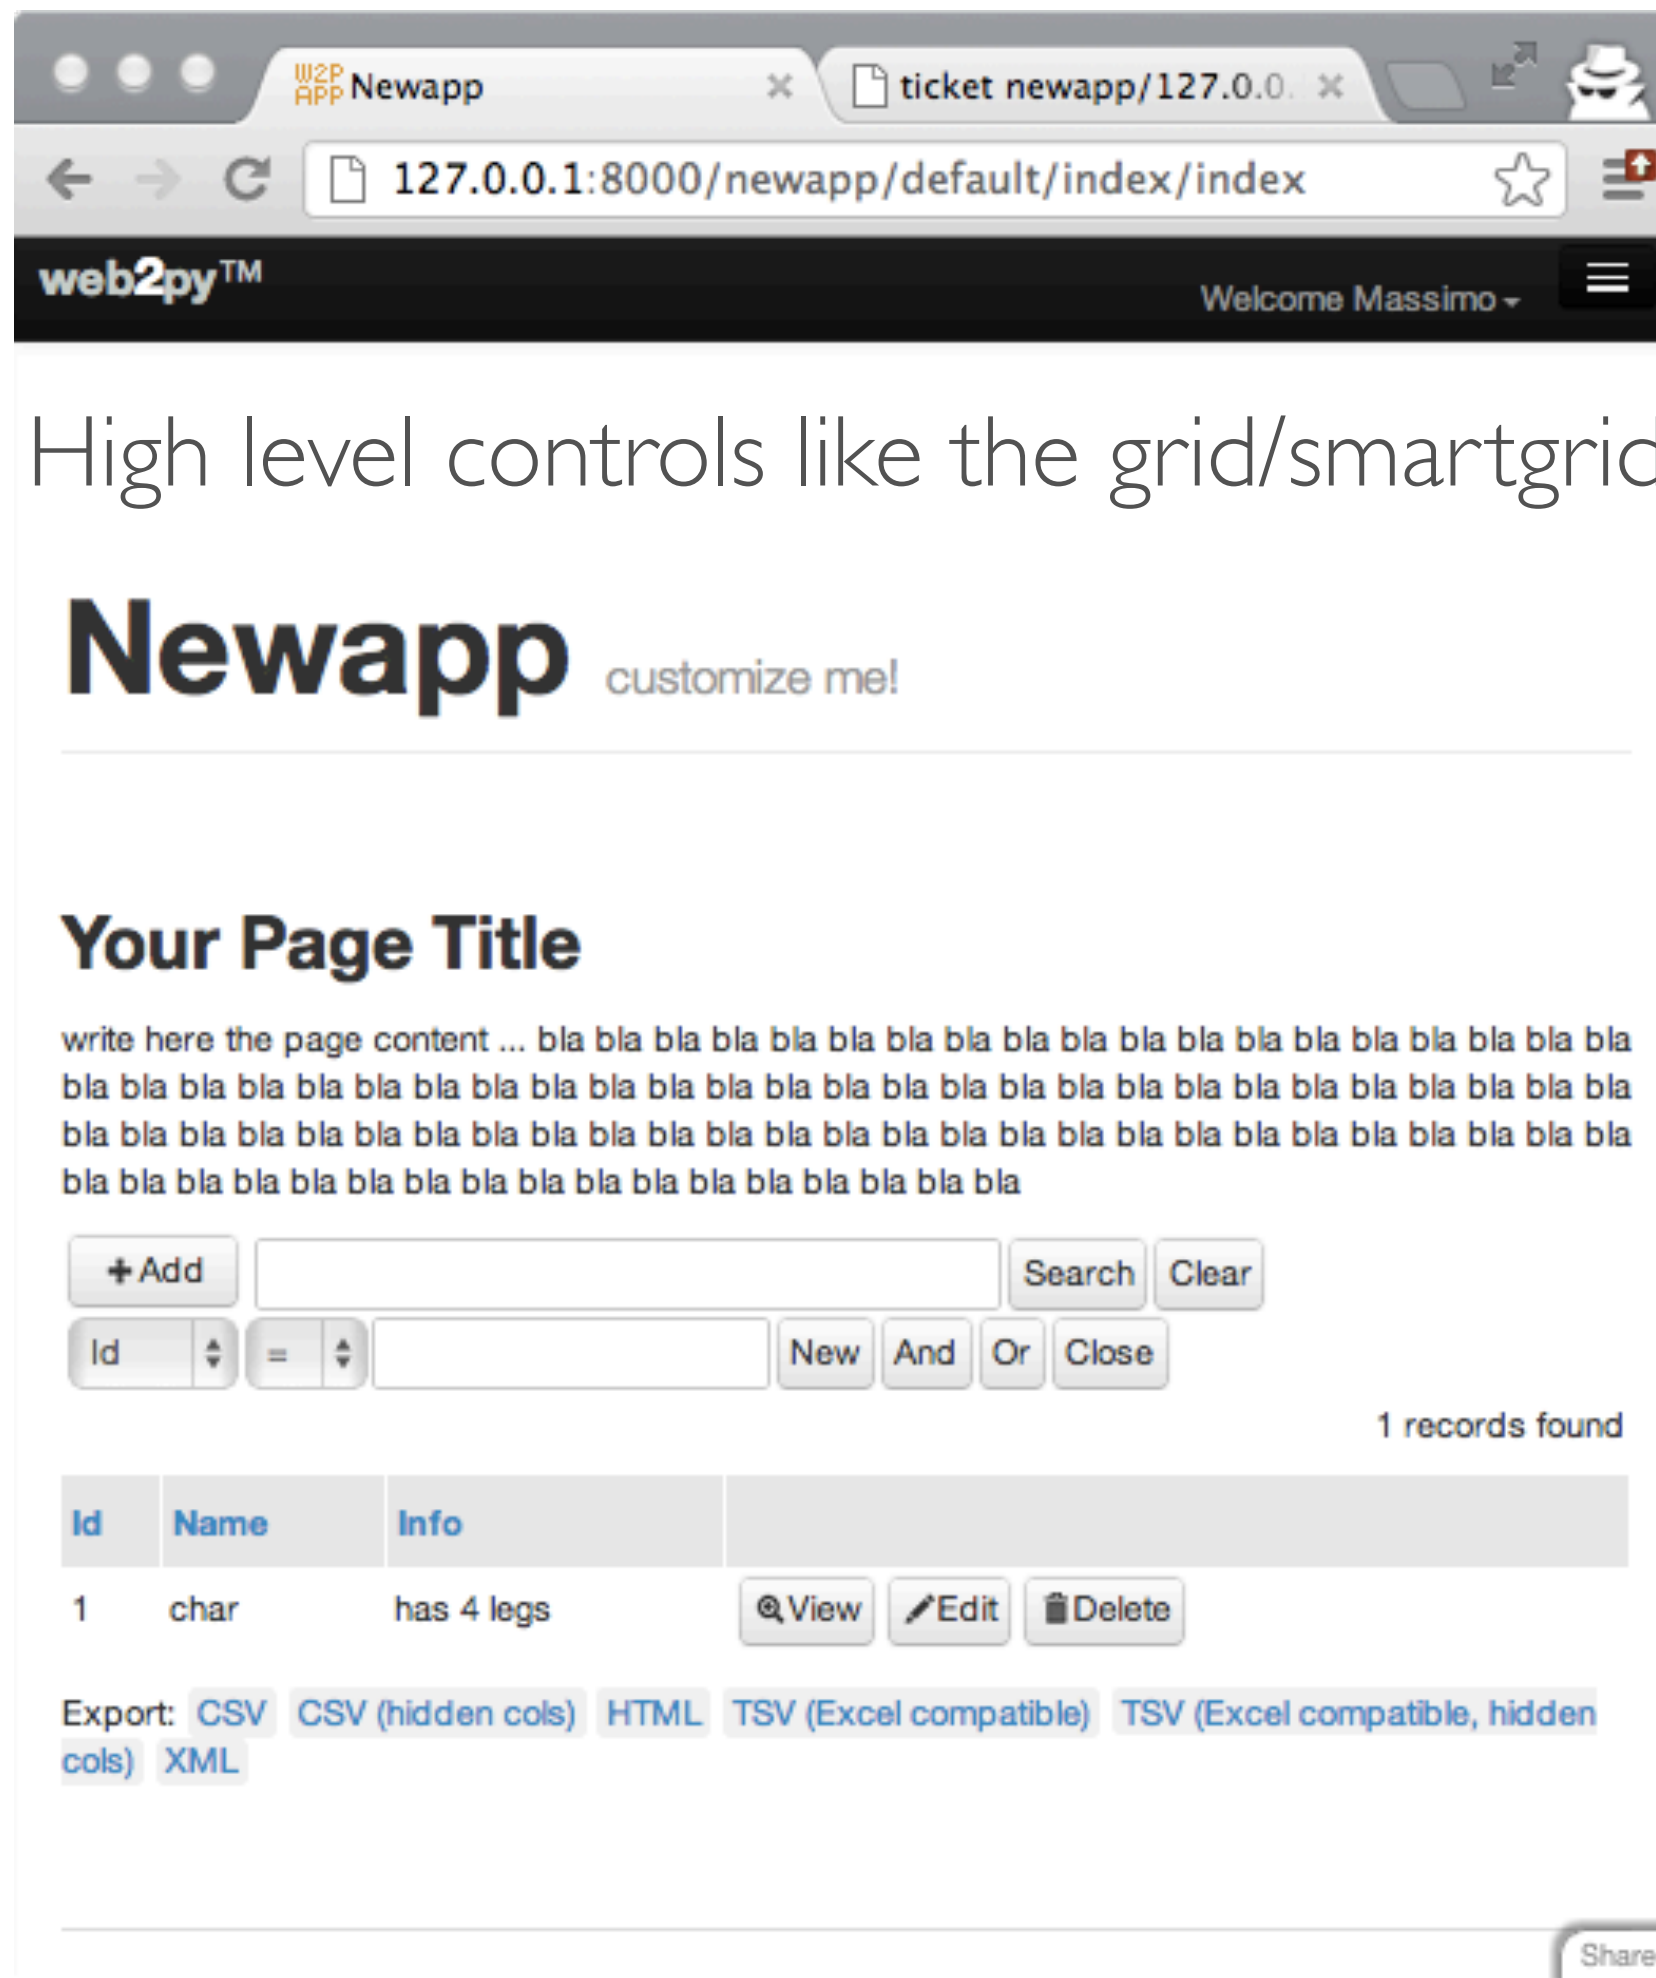 W2P APP Newapp ticket newapp/127.0.0.
127.0.0.1:8000/newapp/default/index/index
web2py™ Welcome Massimo
High level controls like the grid/smartgrid
Newapp customize me!
Your Page Title
write here the page content ... bla bla bla bla bla bla bla bla bla bla bla bla bla bla bla bla bla bla bla
bla bla bla bla bla bla bla bla bla bla bla bla bla bla bla bla bla bla bla bla bla bla bla bla bla bla bla
bla bla bla bla bla bla bla bla bla bla bla bla bla bla bla bla bla bla bla bla bla bla bla bla bla bla bla
bla bla bla bla bla bla bla bla bla bla bla bla bla bla bla bla bla
+Add Search Clear
Id = New And Or Close
1 records found
Id Name Info
1 char has 4 legs View Edit Delete
Export: CSV CSV (hidden cols) HTML TSV (Excel compatible) TSV (Excel compatible, hidden
cols) XML
Share